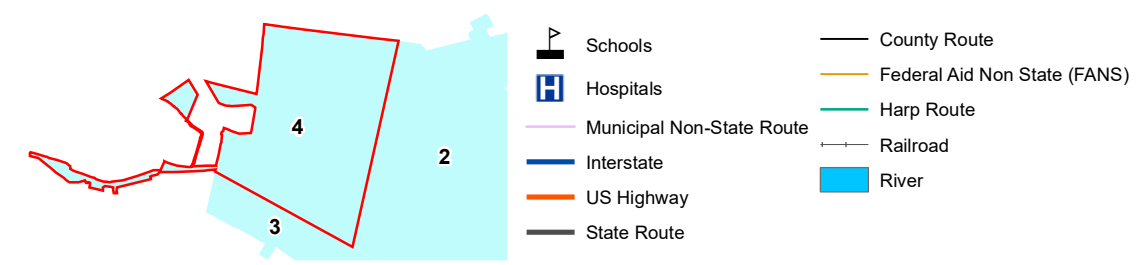 4
2
3
Schools
H
Hospitals
Municipal Non-State Route
Interstate
US Highway
State Route
County Route
Federal Aid Non State (FANS)
Harp Route
Railroad
River